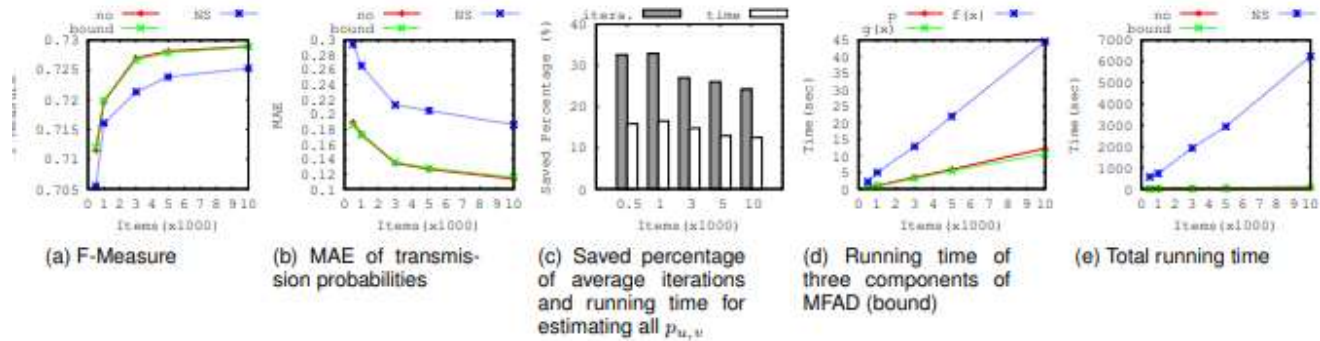 no NS
bound
0.73
0.725
0.72
0.715
0.71
0.705
0 1 2 3 4 5 6 7 8 9 10
Items(x1000)
(a) F-Measure
no NS
bound
0.3
0.28
0.26
0.24
0.22
0.2
0.18
0.16
0.14
0.12
0.1
MAE
0 1 2 3 4 5 6 7 8 9 10
Items(x1000)
(b) MAE of transmis-
sion probabilities
itera. time
40
30
20
10
0
Saved Percentage (%)
0.5 1 3 5 10
Items(x1000)
(c) Saved percentage
of average iterations
and running time for
estimating all p_{u,v}
p f(x)
g(x)
45
40
35
30
25
20
15
10
5
0
Time(sec)
0 1 2 3 4 5 6 7 8 9 10
Items(x1000)
(d) Running time of
three components of
MFAD (bound)
no NS
bound
7000
6000
5000
4000
3000
2000
1000
0
Time(sec)
0 1 2 3 4 5 6 7 8 9 10
Items(x1000)
(e) Total running time